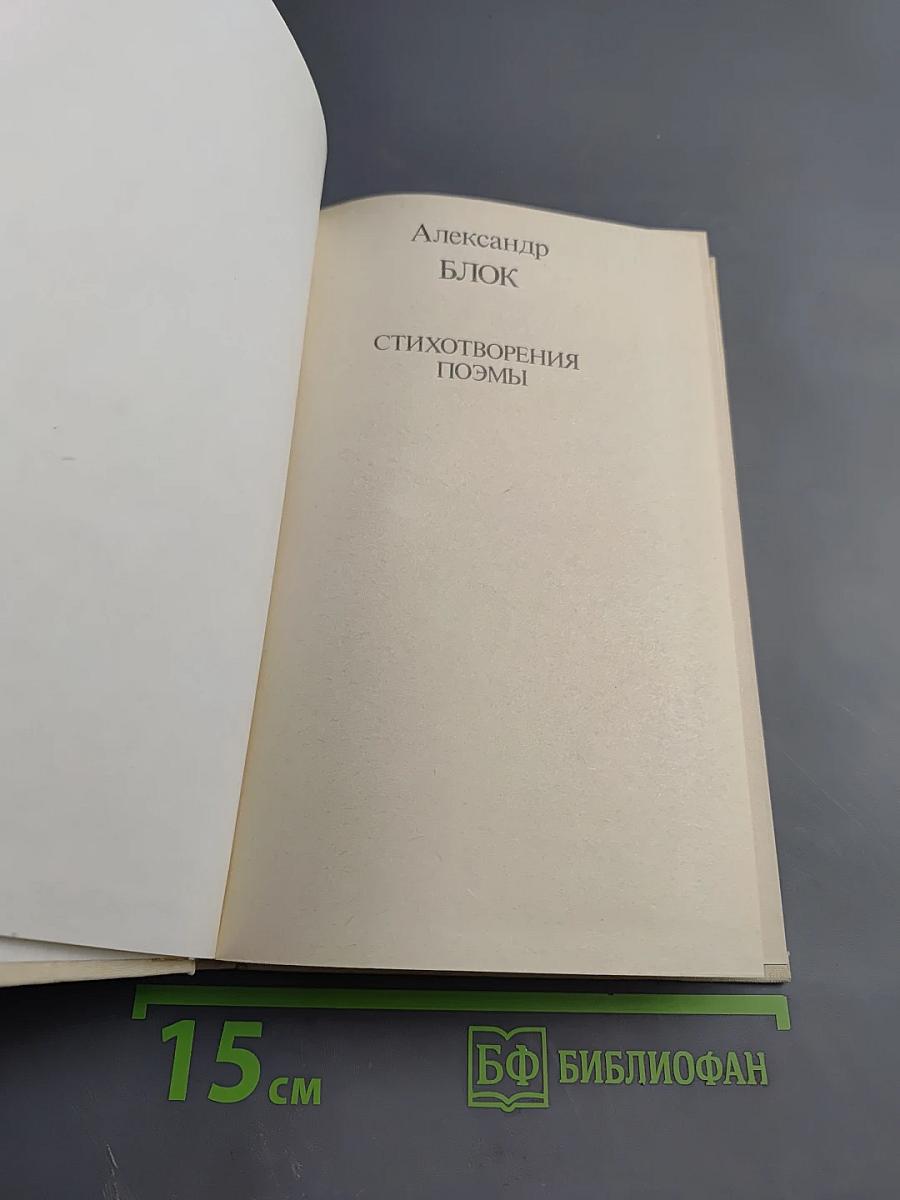 Александр
БЛОК
СТИХОТВОРЕНИЯ
ПОЭМЫ
15 см
БФ БИБЛИОФАН